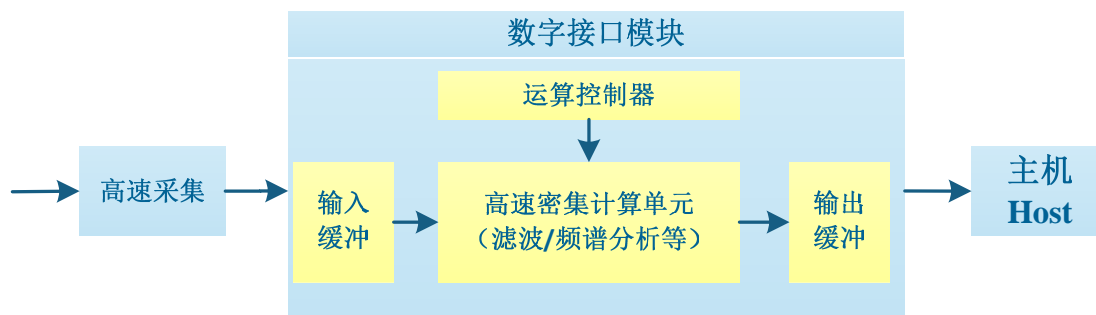 数字接口模块
运算控制器
高速采集
输入
缓冲
高速密集计算单元
（滤波/频谱分析等）
输出
缓冲
主机
Host